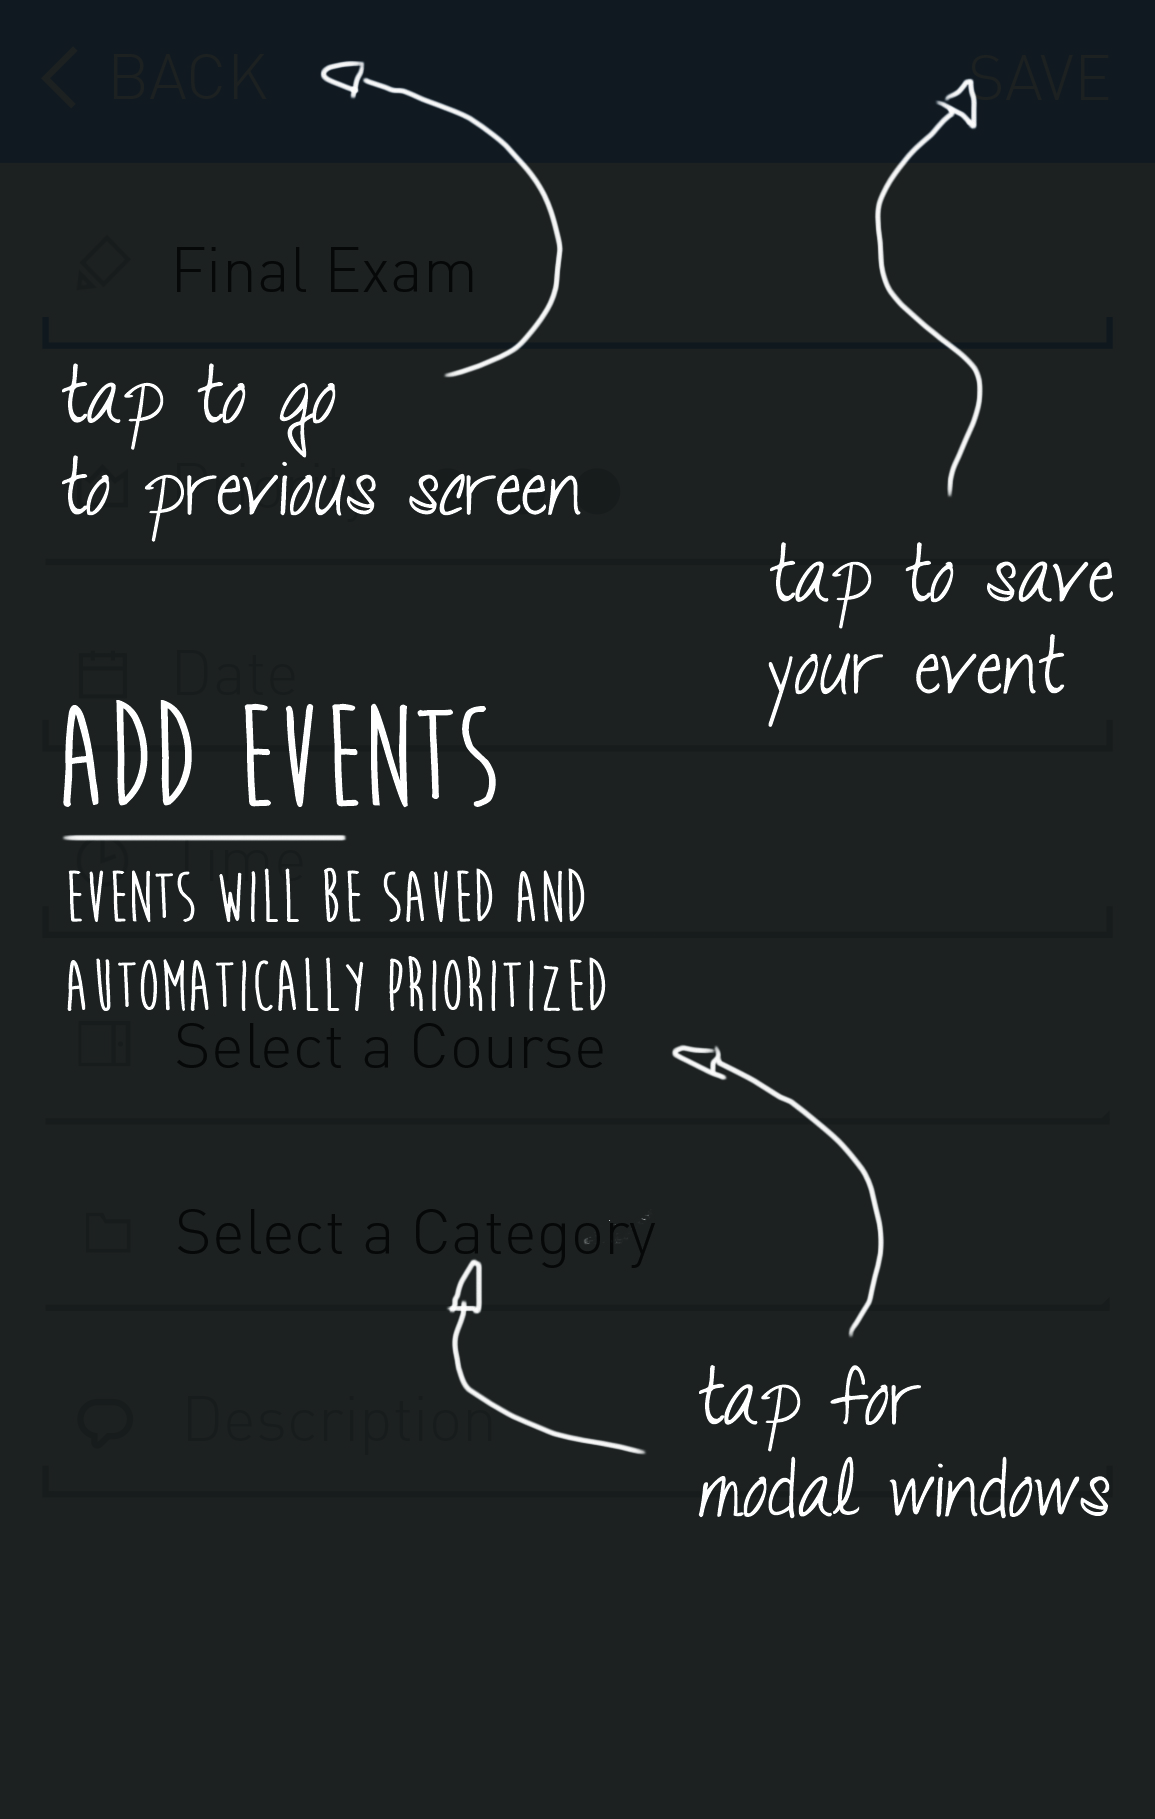 BACK
SAVE
Final Exam
tap to go
to previous screen
tap to save
your event
Date
ADD EVENTS
Time
EVENTS WILL BE SAVED AND
AUTOMATICALLY PRIORITIZED
Select a Course
Select a Category
tap for
modal windows
Description